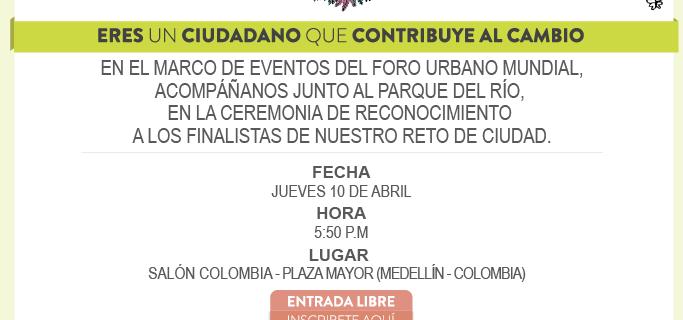 ERES UN CIUDADANO QUE CONTRIBUYE AL CAMBIO
EN EL MARCO DE EVENTOS DEL FORO URBANO MUNDIAL,
ACOMPÁÑANOS JUNTO AL PARQUE DEL RÍO,
EN LA CEREMONIA DE RECONOCIMIENTO
A LOS FINALISTAS DE NUESTRO RETO DE CIUDAD.
FECHA
JUEVES 10 DE ABRIL
HORA
5:50 P.M
LUGAR
SALÓN COLOMBIA - PLAZA MAYOR (MEDELLÍN - COLOMBIA)
ENTRADA LIBRE
INSCRIBETE AQUÍ